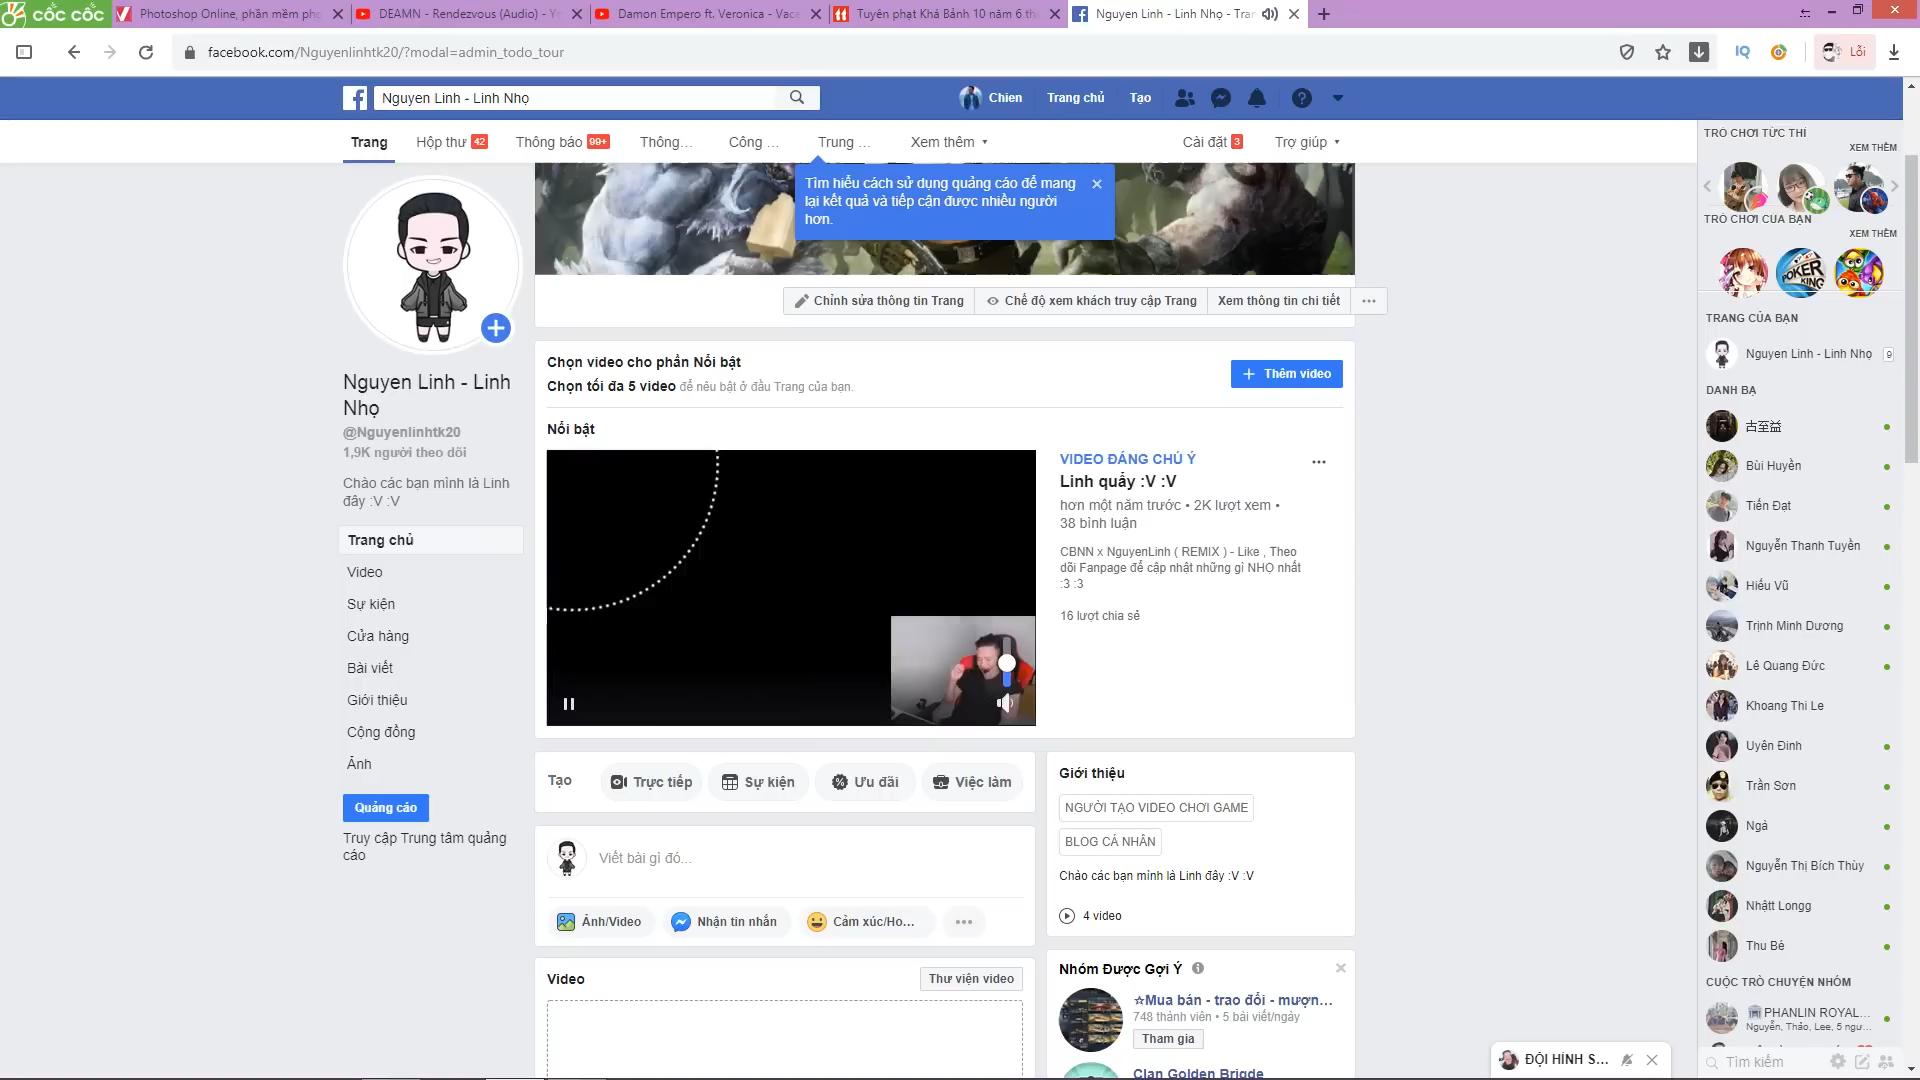 cốc cốc
Photoshop Online, phần mềm pho
DEAMN - Rendezvous (Audio) - Yo
Damon Empero ft. Veronica - Vace
Tuyên phạt Khá Bảnh 10 năm 6 thá
Nguyen Linh - Linh Nhọ - Tran
facebook.com/Nguyenlinhtk20/?modal=admin_todo_tour
IQ
Lỗi
Nguyen Linh - Linh Nhọ
Chien
Trang chủ
Tạo
Trang
Hộp thư 42
Thông báo 99+
Thông...
Công ...
Trung ...
Xem thêm
Cài đặt 3
Trợ giúp
Tìm hiểu cách sử dụng quảng cáo để mang
lại kết quả và tiếp cận được nhiều người
hơn.
Chỉnh sửa thông tin Trang
Chế độ xem khách truy cập Trang
Xem thông tin chi tiết
Nguyen Linh - Linh
Nhọ
@Nguyenlinhtk20
1,9K người theo dõi
Chào các bạn mình là Linh
đây :V :V
Trang chủ
Video
Sự kiện
Cửa hàng
Bài viết
Giới thiệu
Cộng đồng
Ảnh
Quảng cáo
Truy cập Trung tâm quảng
cáo
Chọn video cho phần Nổi bật
Chọn tối đa 5 video để nêu bật ở đầu Trang của bạn.
Thêm video
Nổi bật
VIDEO ĐÁNG CHÚ Ý
Linh quẩy :V :V
hơn một năm trước • 2K lượt xem •
38 bình luận
CBNN x NguyenLinh ( REMIX ) - Like , Theo
dõi Fanpage để cập nhật những gì NHỌ nhất
:3 :3
16 lượt chia sẻ
Tạo
Trực tiếp
Sự kiện
Ưu đãi
Việc làm
Viết bài gì đó...
Ảnh/Video
Nhận tin nhắn
Cảm xúc/Ho...
Video
Thư viện video
Giới thiệu
NGƯỜI TẠO VIDEO CHƠI GAME
BLOG CÁ NHÂN
Chào các bạn mình là Linh đây :V :V
4 video
Nhóm Được Gợi Ý
☆Mua bán - trao đổi - mượn...
748 thành viên • 5 bài viết/ngày
Tham gia
Clan Golden Brigde
TRÒ CHƠI TỨC THÌ
XEM THÊM
TRÒ CHƠI CỦA BẠN
XEM THÊM
POKER
KING
TRANG CỦA BẠN
Nguyen Linh - Linh Nhọ 9
DANH BẠ
古至益
Bùi Huyền
Tiến Đạt
Nguyễn Thanh Tuyền
Hiếu Vũ
Trịnh Minh Dương
Lê Quang Đức
Khoang Thi Le
Uyên Đinh
Trần Sơn
Ngà
Nguyễn Thị Bích Thùy
Nhậtt Longg
Thu Bê
CUỘC TRÒ CHUYỆN NHÓM
PHANLIN ROYAL...
Nguyễn, Thảo, Lee, 5 ngư...
Tìm kiếm
ĐỘI HÌNH S...